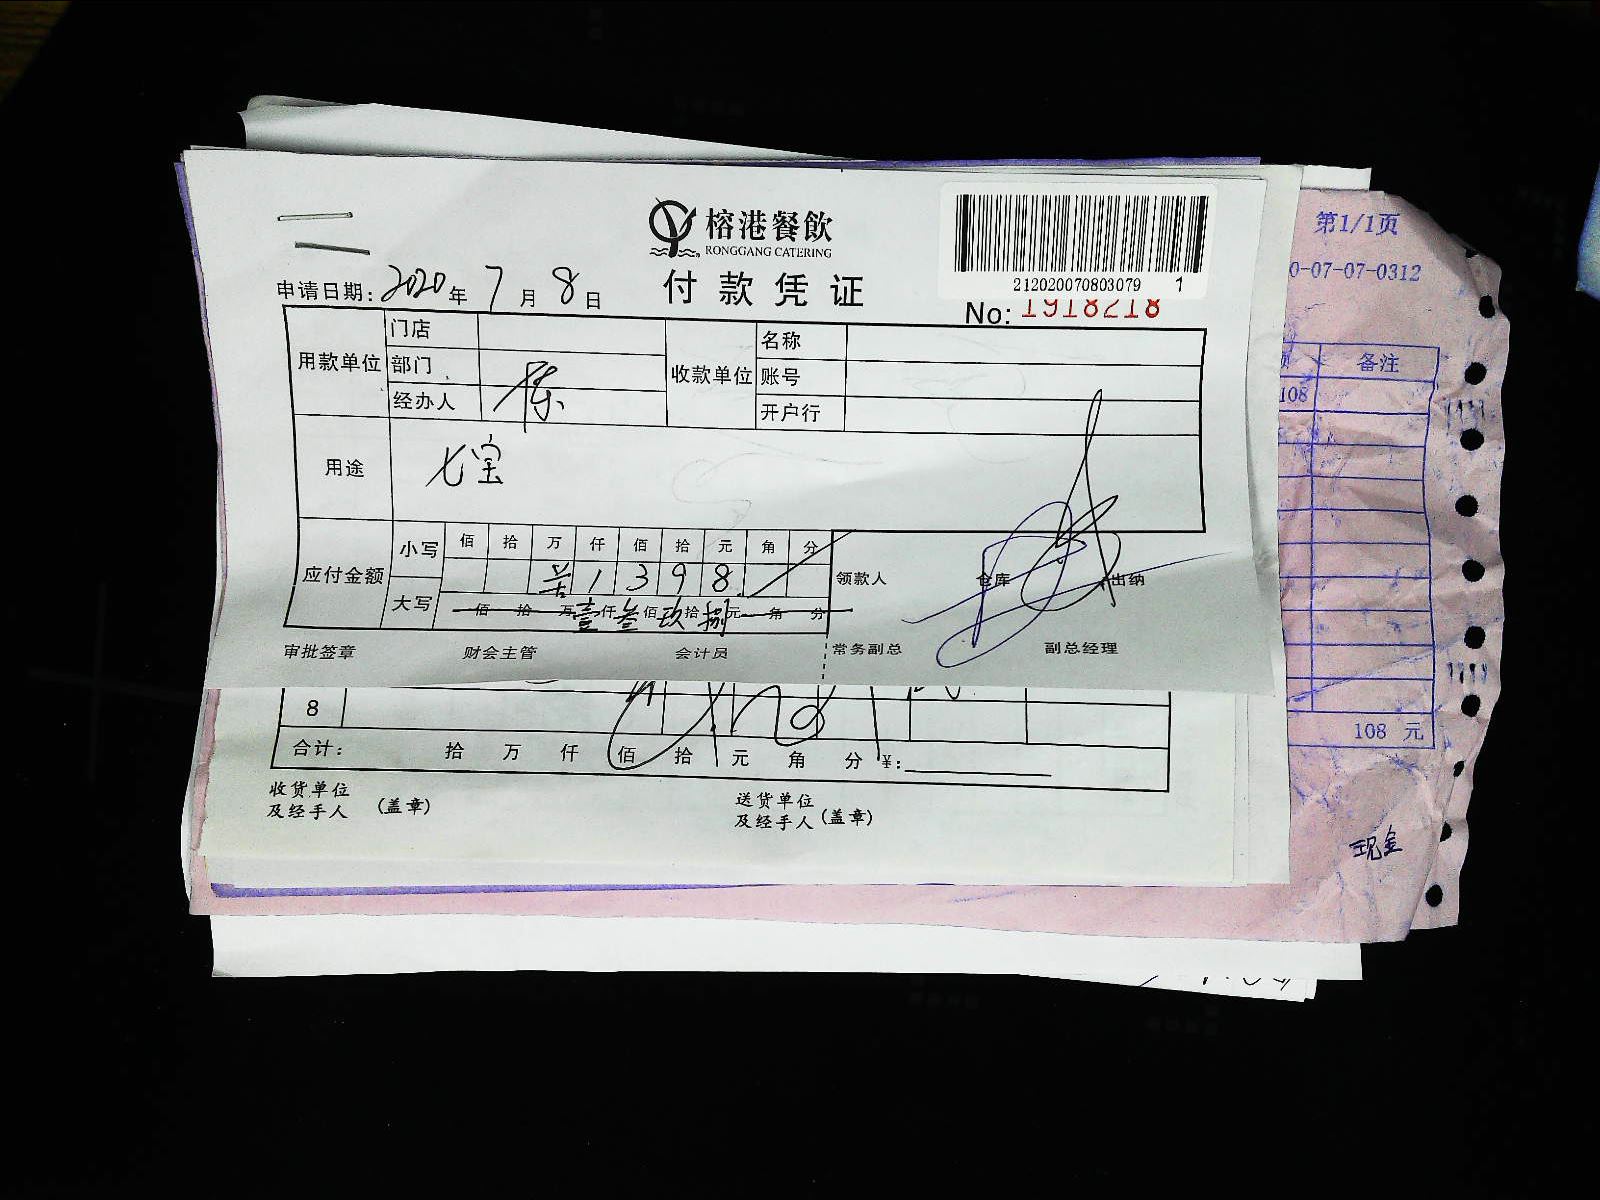 榕港餐飲
RONGGANG CATERING
付款凭证
212020070803079 1
No: 1918218
申请日期: 2020 年 7 月 8 日
用款单位 门店 收款单位 名称
部门 账号
经办人 陈 开户行
用途 七宝
应付金额 小写 佰 拾 万 仟 佰 拾 元 角 分
1 3 9 8
大写 佰 拾 万 壹 仟 叁 佰 玖 拾 捌 元 角 分
领款人 仓库 出纳
审批签章 财会主管 会计员 常务副总 副总经理
8
合计: 拾 万 仟 佰 拾 元 角 分 ¥:
收货单位 及经手人 (盖章)
送货单位 及经手人 (盖章)
第1/1页
0-07-07-0312
备注
108
108 元
现金